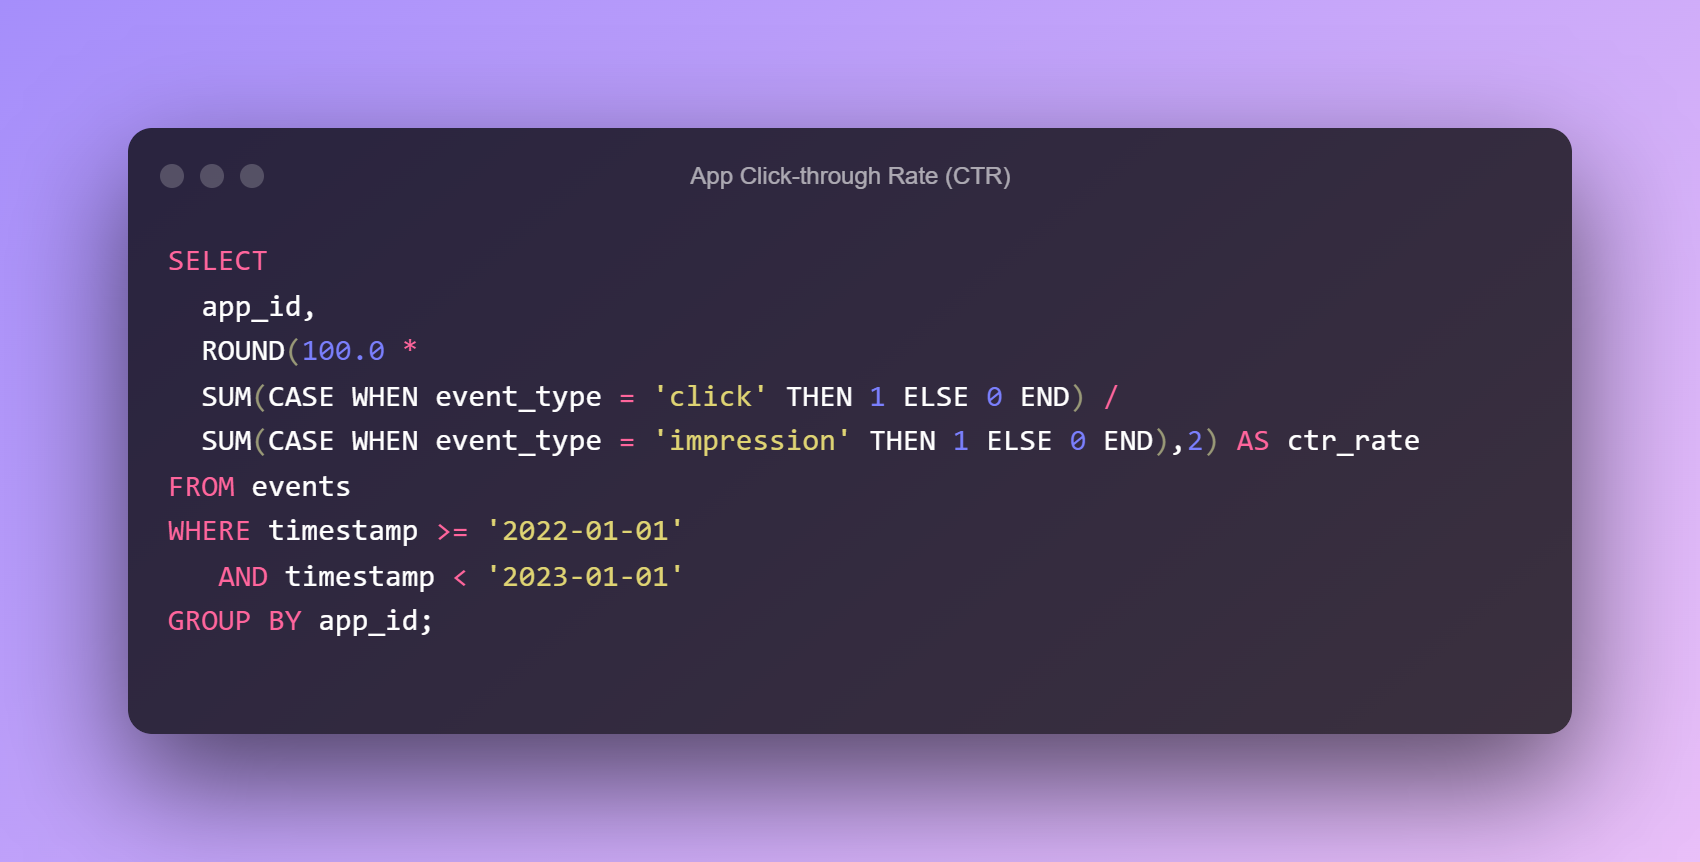 App Click-through Rate (CTR)
SELECT
  app_id,
  ROUND(100.0 *
  SUM(CASE WHEN event_type = 'click' THEN 1 ELSE 0 END) /
  SUM(CASE WHEN event_type = 'impression' THEN 1 ELSE 0 END),2) AS ctr_rate
FROM events
WHERE timestamp >= '2022-01-01'
   AND timestamp < '2023-01-01'
GROUP BY app_id;